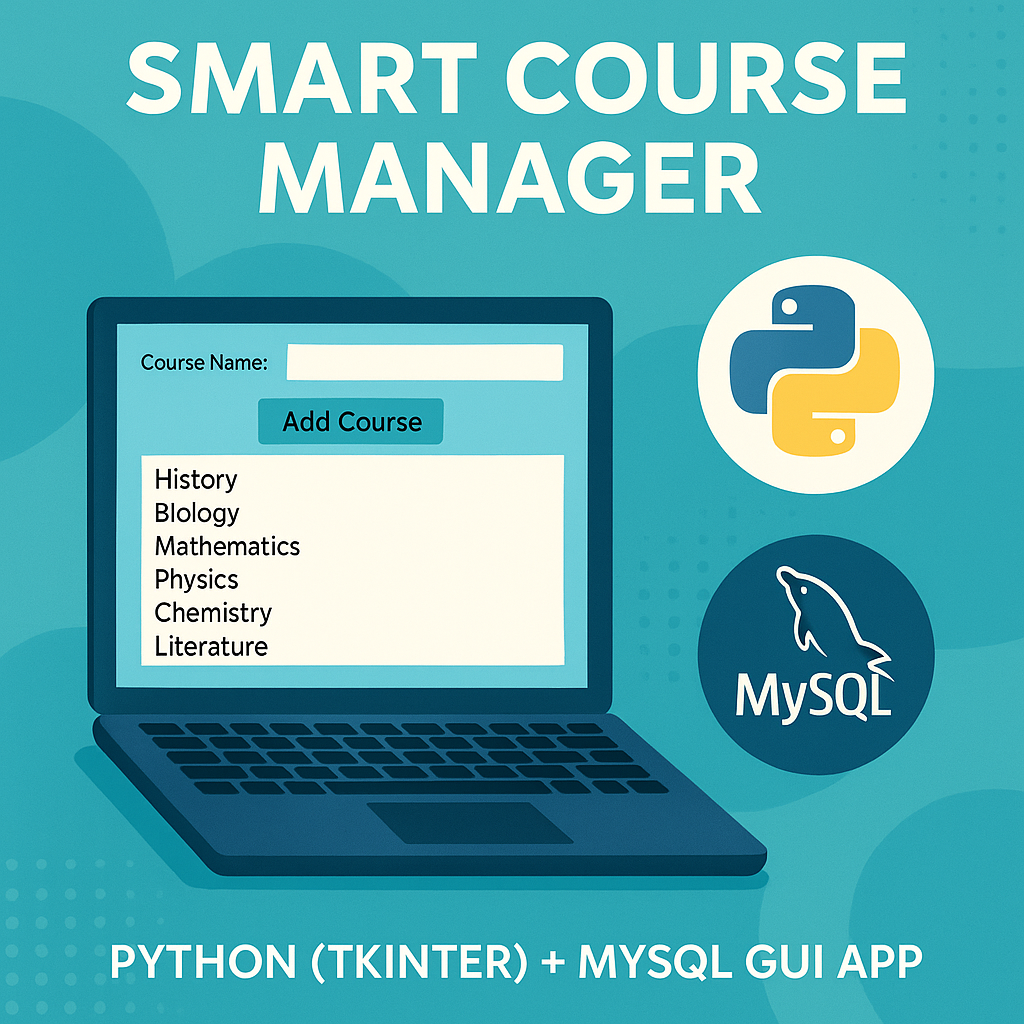 SMART COURSE
MANAGER
Course Name:
Add Course
History
Blology
Mathematics
Physics
Chemistry
Literature
MySQL
PYTHON (TKINTER) + MYSQL GUI APP